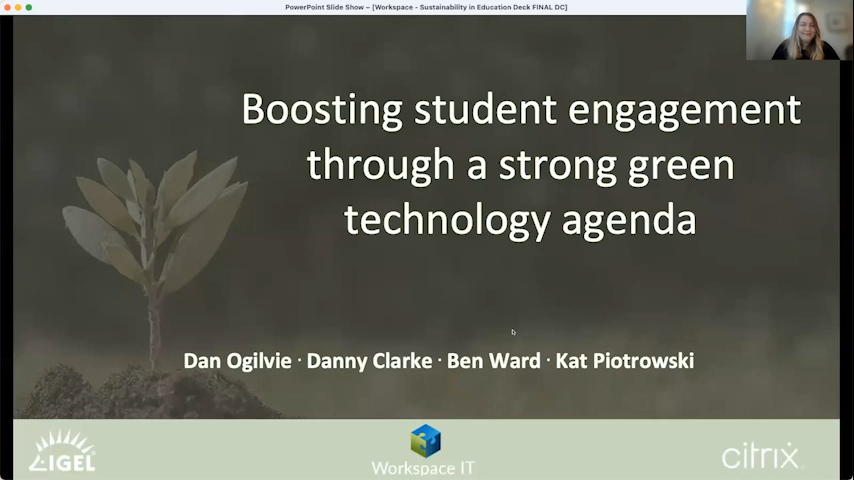 PowerPoint Slide Show – [Workspace - Sustainability in Education Deck FINAL DC]
Boosting student engagement
through a strong green
technology agenda
Dan Ogilvie · Danny Clarke · Ben Ward · Kat Piotrowski
IGEL
Workspace IT
citrix